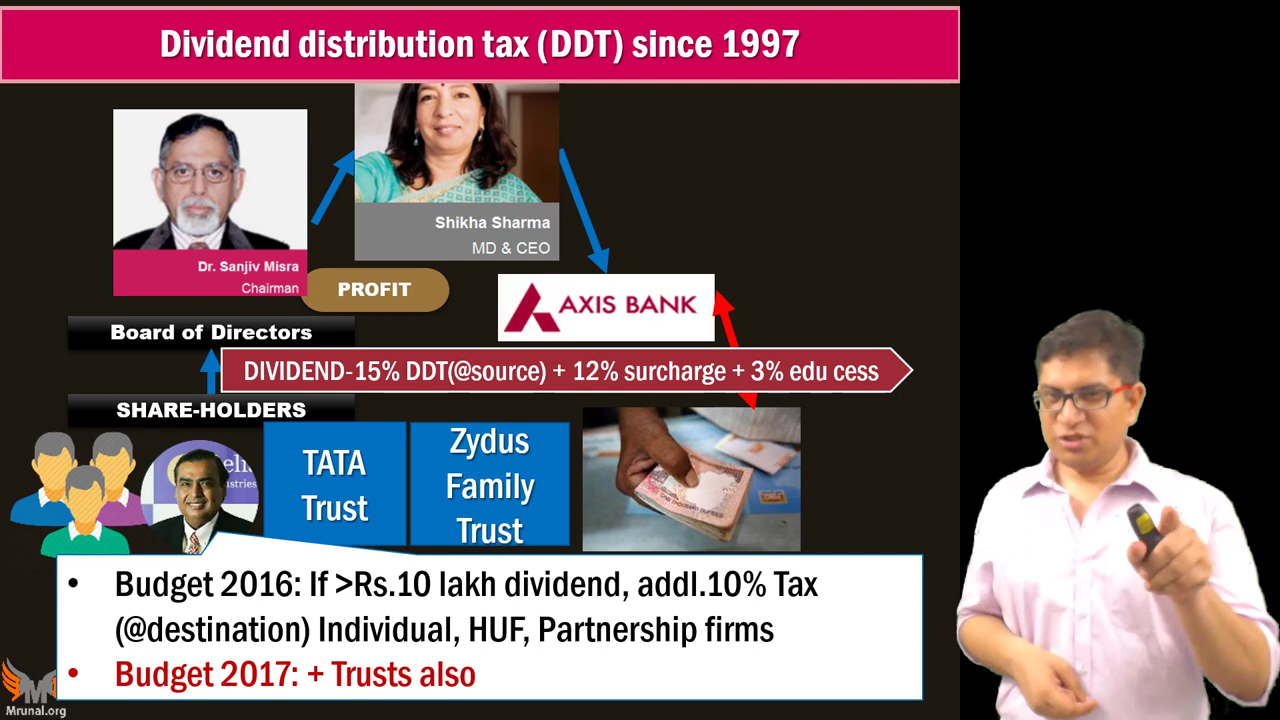 Dividend distribution tax (DDT) since 1997
Shikha Sharma
MD & CEO
Dr. Sanjiv Misra
Chairman
PROFIT
AXIS BANK
Board of Directors
DIVIDEND-15% DDT(@source) + 12% surcharge + 3% edu cess
SHARE-HOLDERS
TATA
Trust
Zydus
Family
Trust
• Budget 2016: If >Rs.10 lakh dividend, addl.10% Tax
(@destination) Individual, HUF, Partnership firms
• Budget 2017: + Trusts also
Mrunal.org